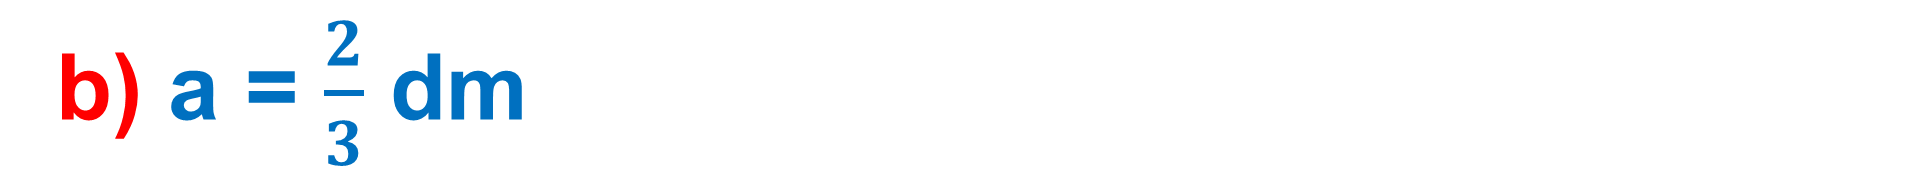 b) a = 2/3 dm